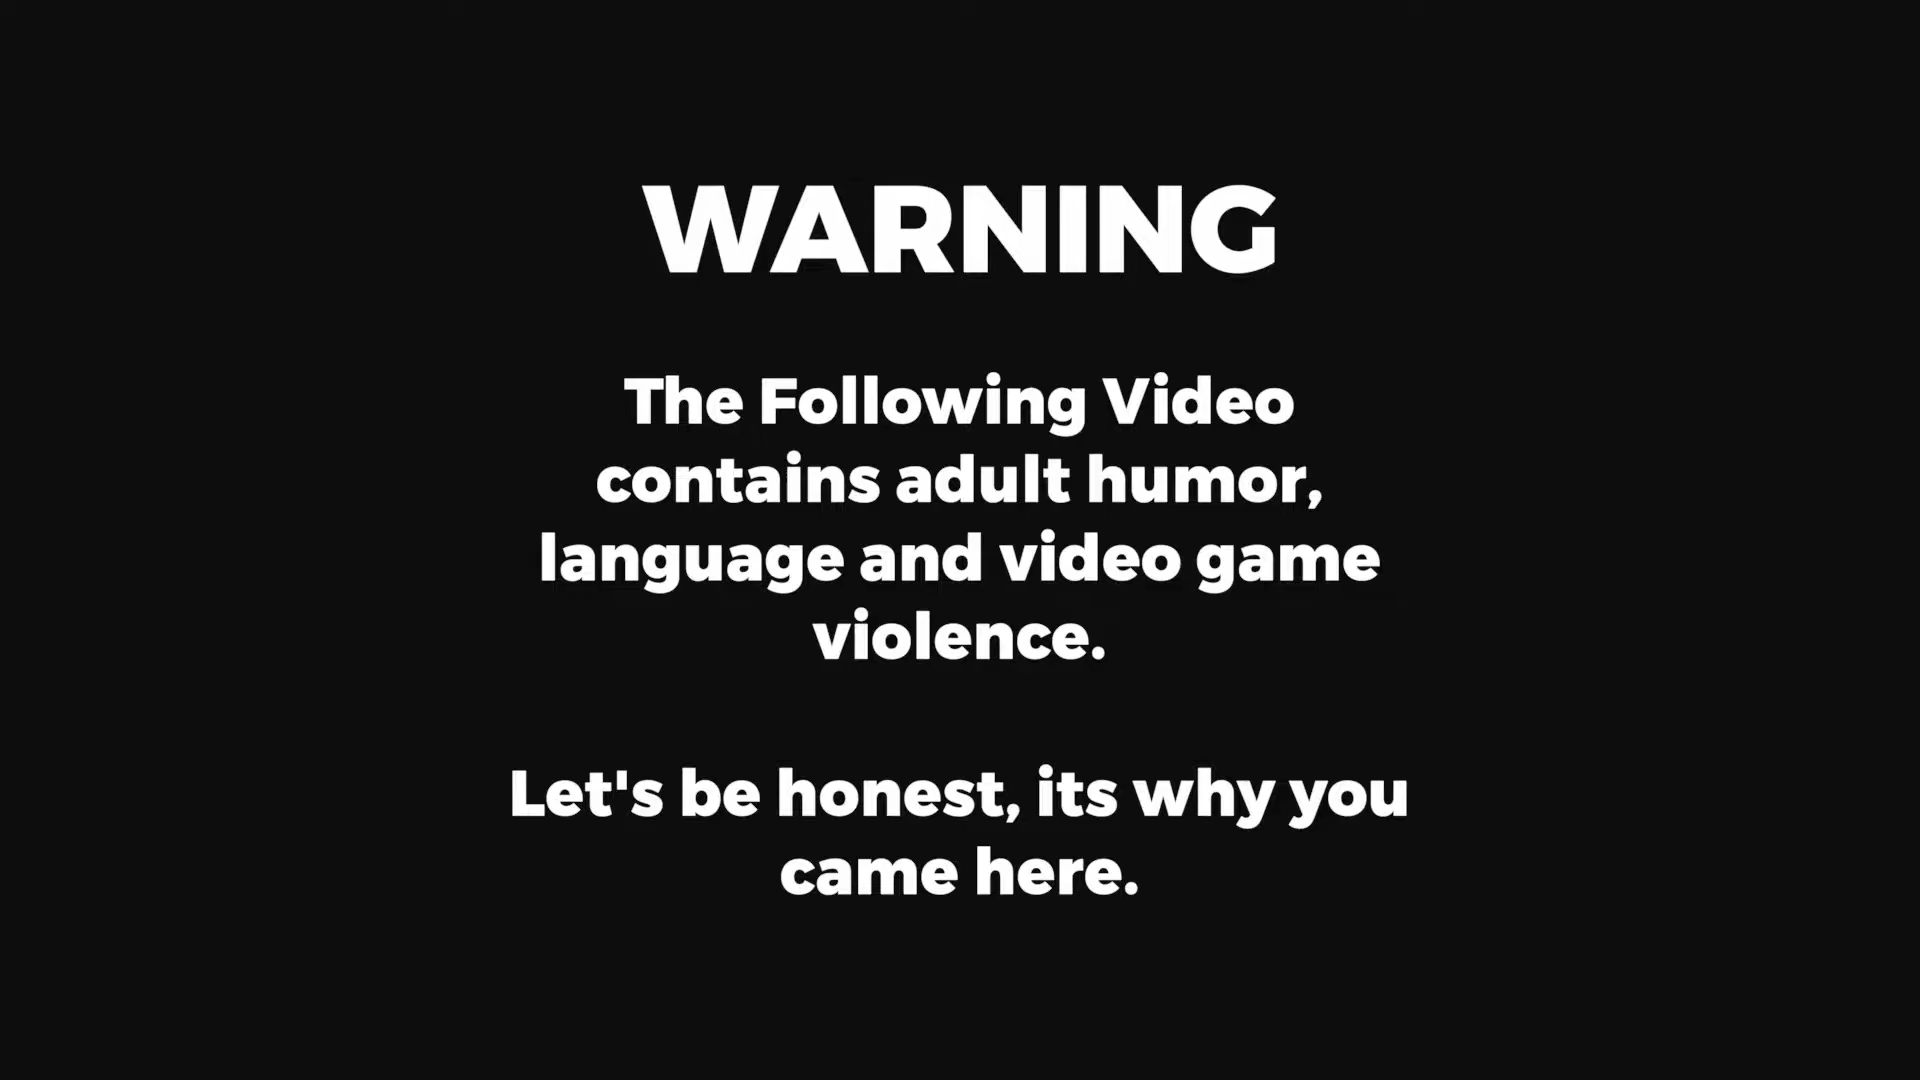 WARNING
The Following Video
contains adult humor,
language and video game
violence.
Let's be honest, its why you
came here.